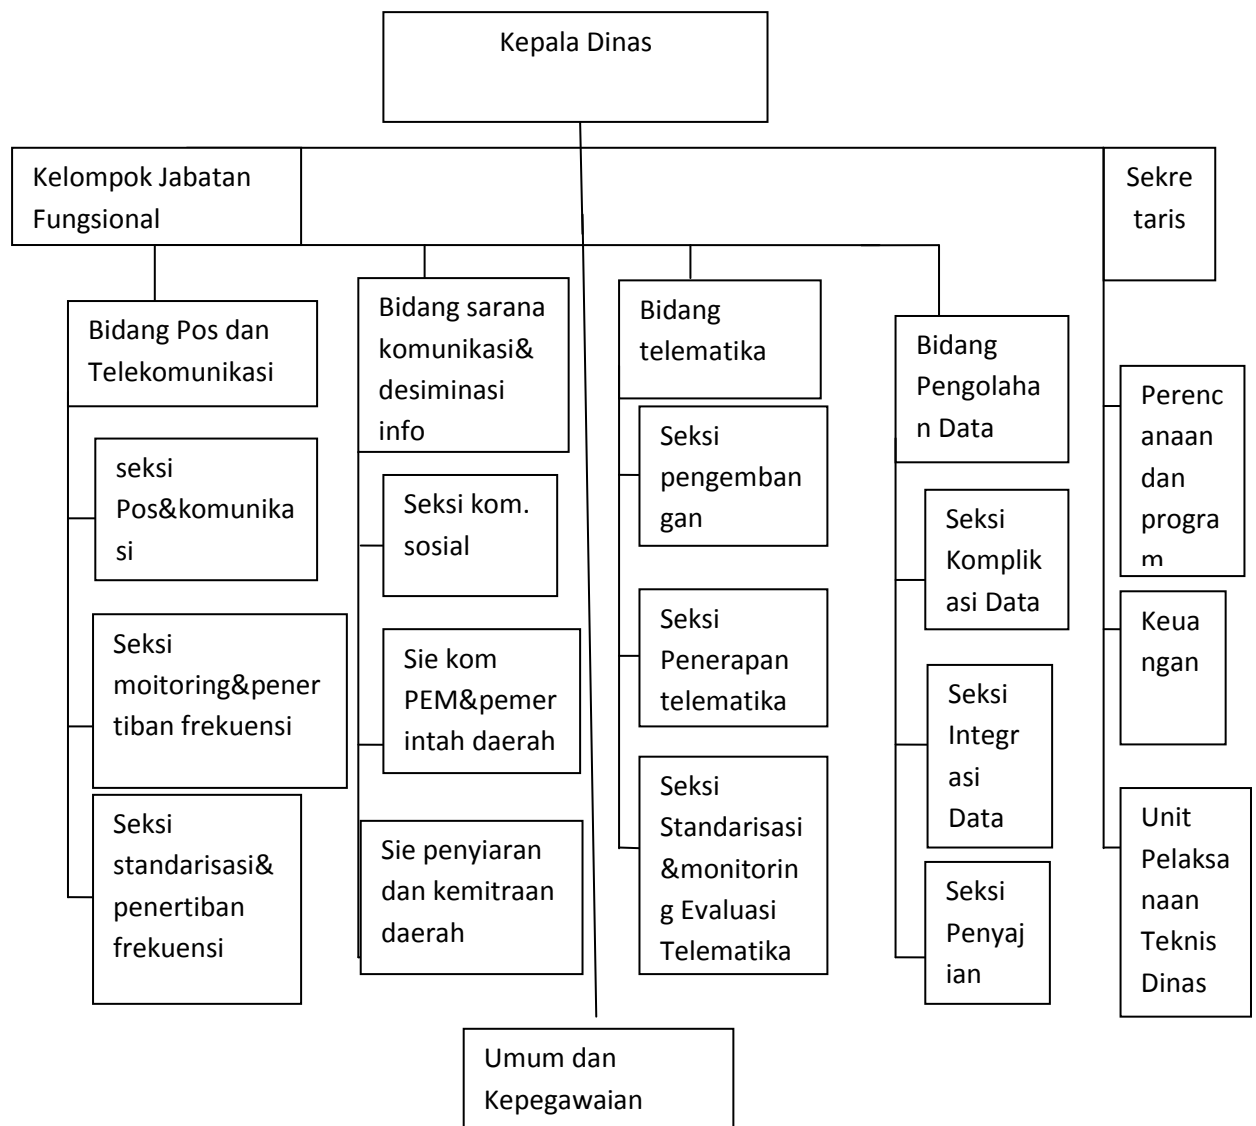 Kepala Dinas
Kelompok Jabatan
Fungsional
Sekre
taris
Bidang Pos dan
Telekomunikasi
seksi
Pos&komunika
si
Seksi
moitoring&pener
tiban frekuensi
Seksi
standarisasi&
penertiban
frekuensi
Bidang sarana
komunikasi&
desiminasi
info
Seksi kom.
sosial
Sie kom
PEM&pemer
intah daerah
Sie penyiaran
dan kemitraan
daerah
Bidang
telematika
Seksi
pengemban
gan
Seksi
Penerapan
telematika
Seksi
Standarisasi
&monitorin
g Evaluasi
Telematika
Bidang
Pengolaha
n Data
Seksi
Komplik
asi Data
Seksi
Integr
asi
Data
Seksi
Penyaj
ian
Perenc
anaan
dan
progra
m
Keua
ngan
Unit
Pelaksa
naan
Teknis
Dinas
Umum dan
Kepegawaian